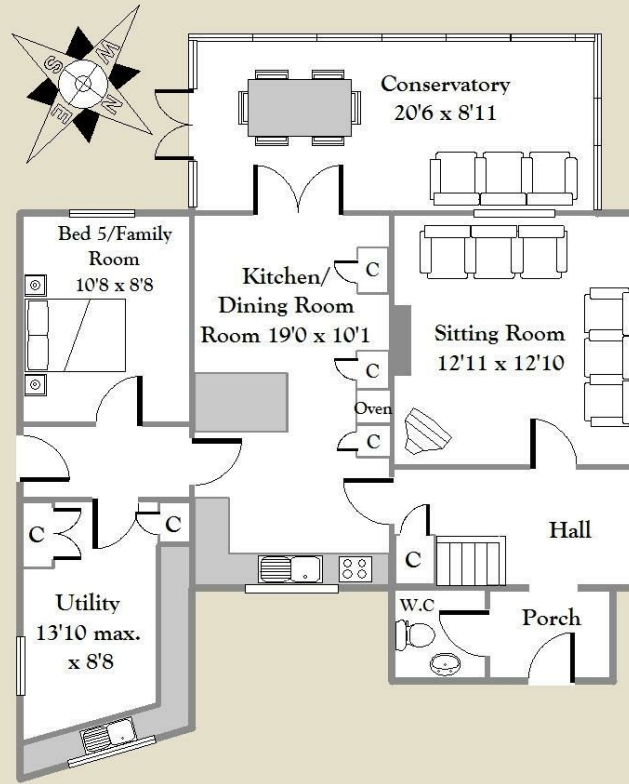 W
S
N
E
Conservatory
20'6 x 8'11
Bed 5/Family
Room
10'8 x 8'8
Kitchen/
Dining Room
Room 19'0 x 10'1
C
C
Oven
C
Sitting Room
12'11 x 12'10
C
C
Utility
13'10 max.
x 8'8
C
Hall
W.C
Porch